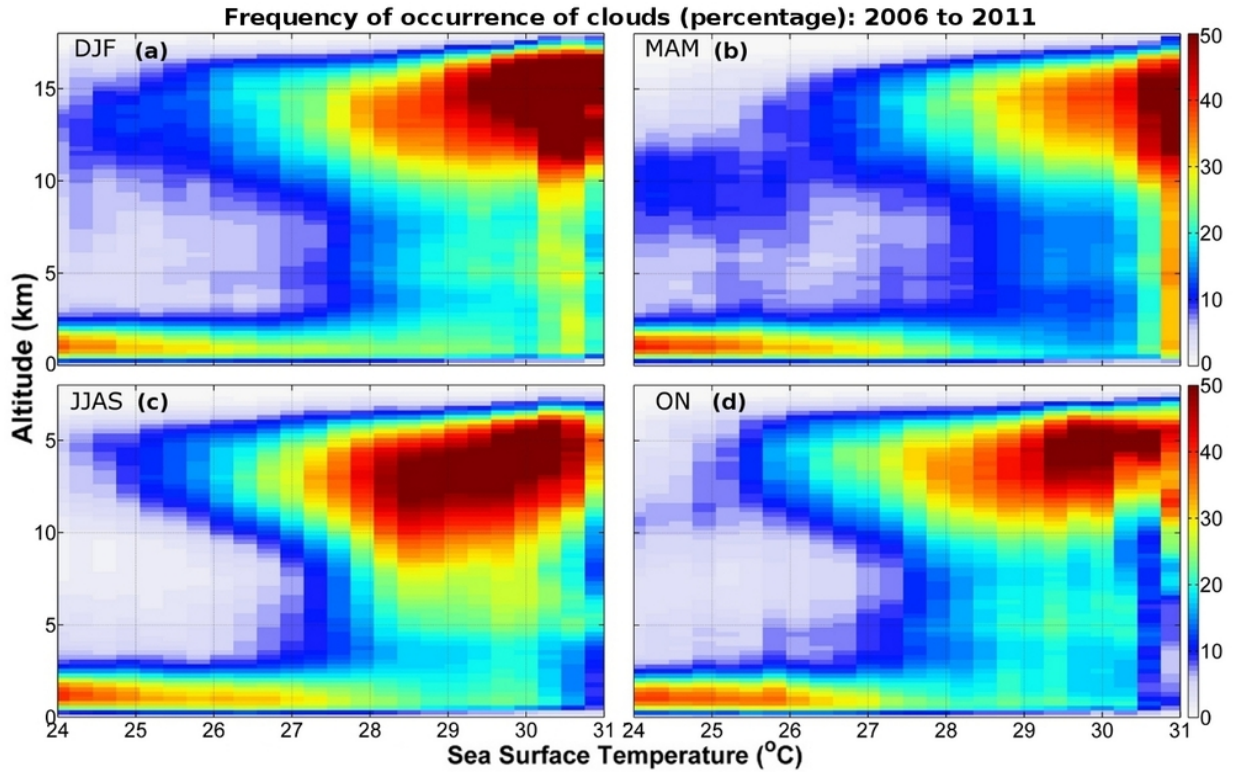 Frequency of occurrence of clouds (percentage): 2006 to 2011
DJF (a)
MAM (b)
15
10
5
0
50
40
30
20
10
0
Altitude (km)
JJAS (c)
ON (d)
5
10
5
0
50
40
30
20
10
0
24 25 26 27 28 29 30 31
24 25 26 27 28 29 30 31
Sea Surface Temperature (°C)